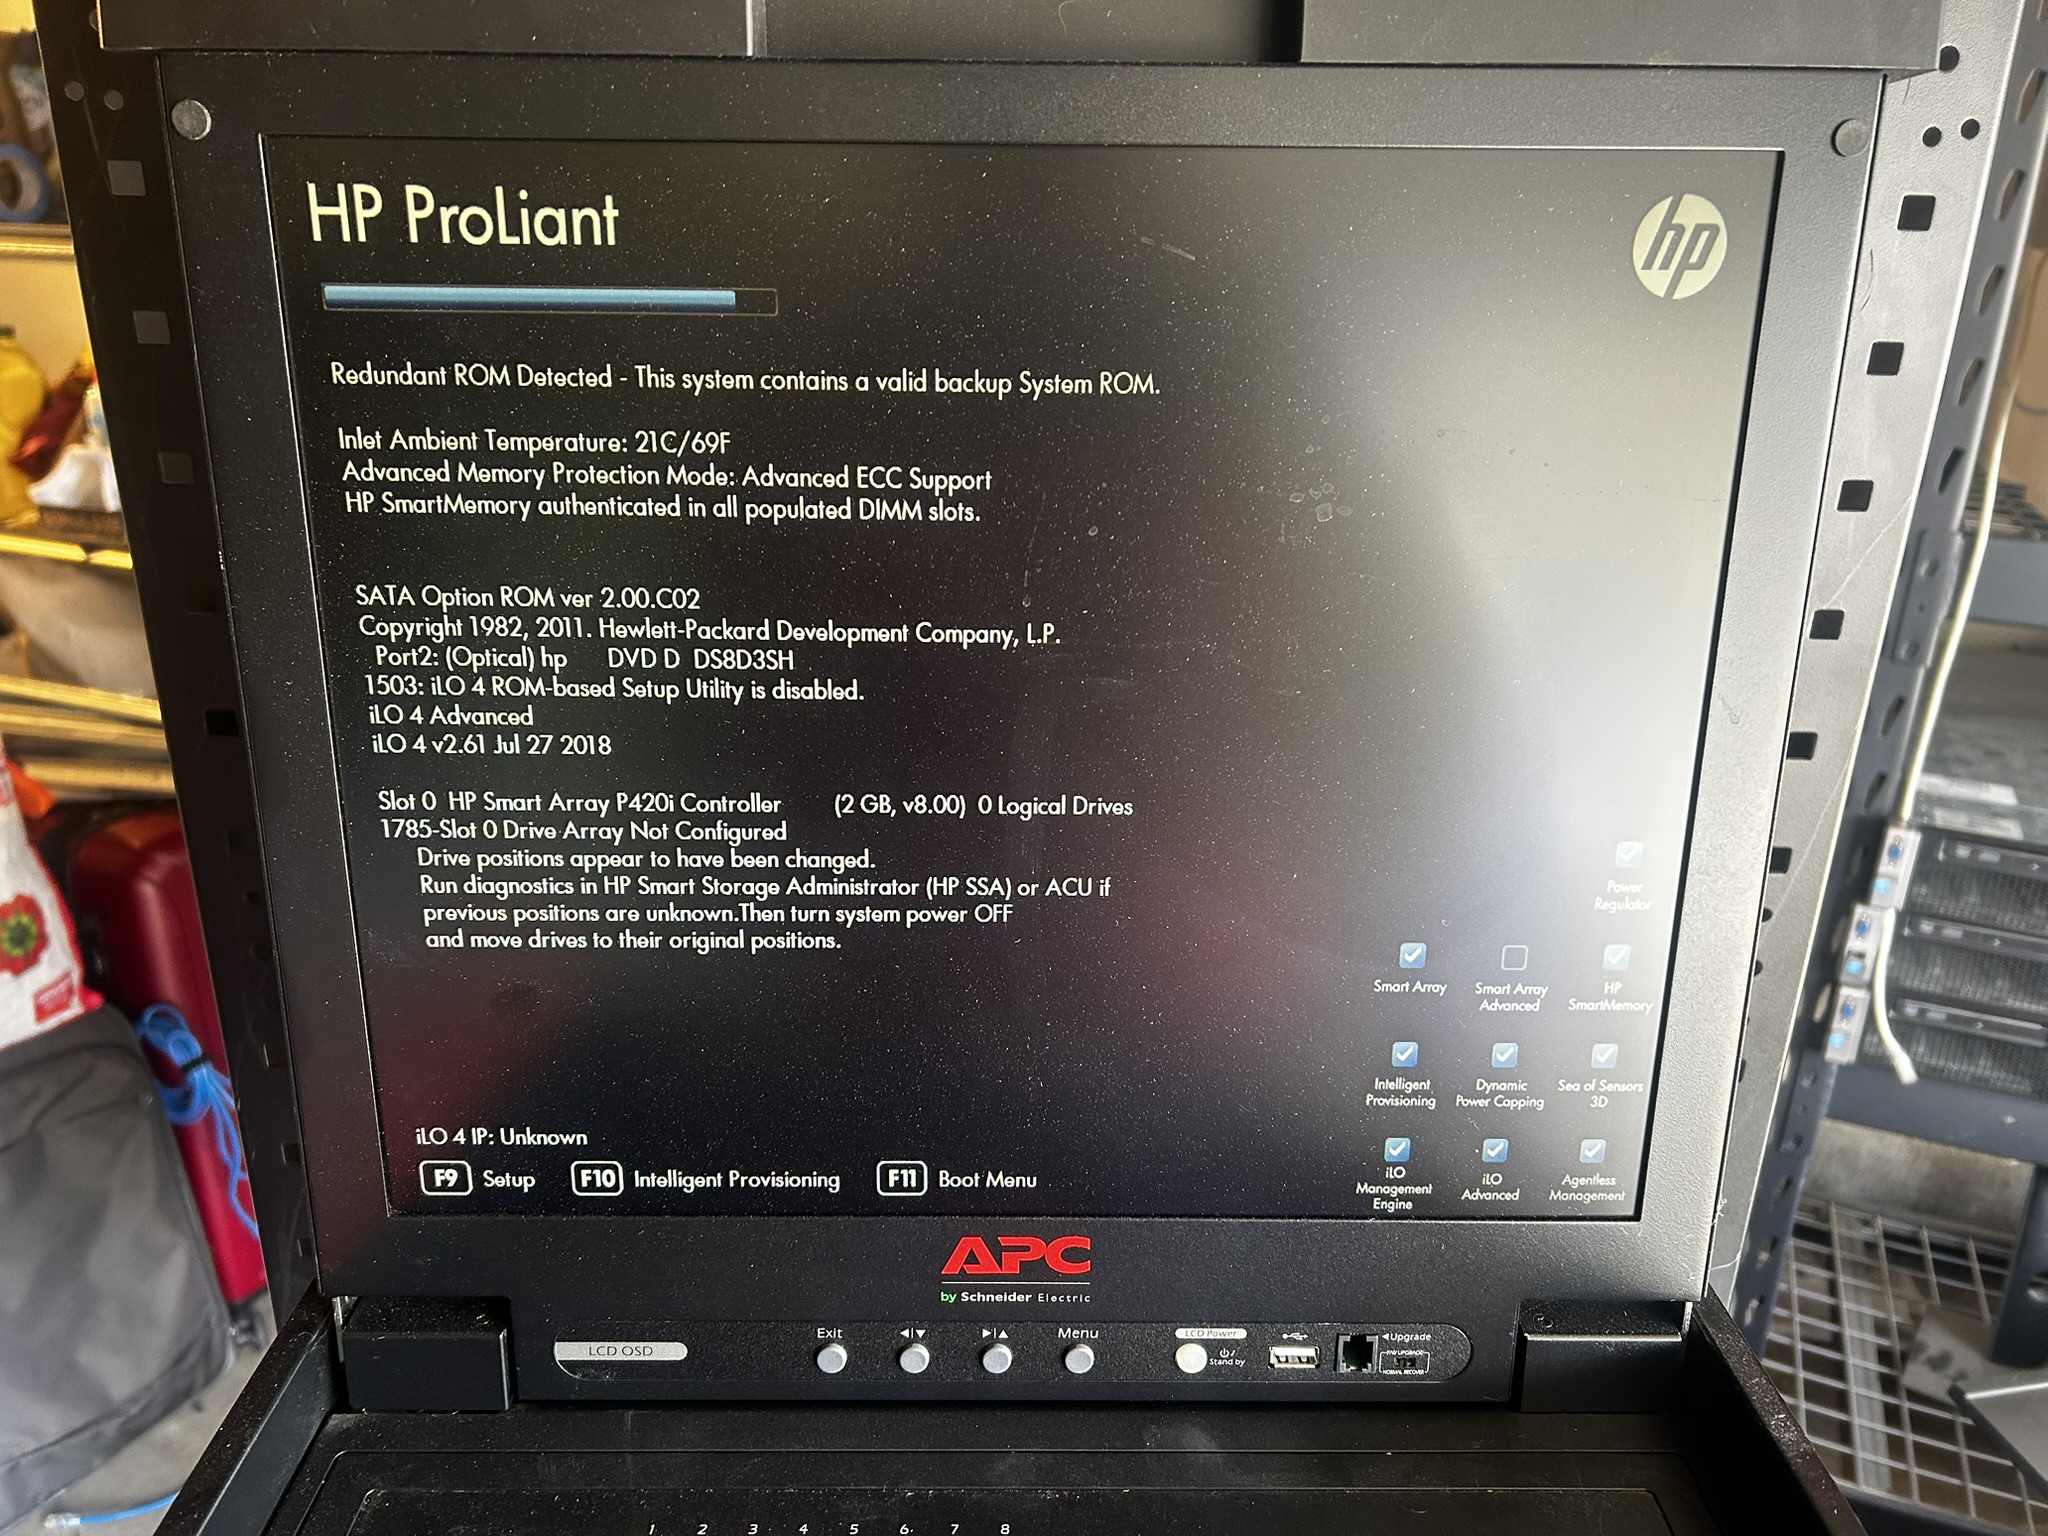 HP ProLiant
hp
Redundant ROM Detected - This system contains a valid backup System ROM.
Inlet Ambient Temperature: 21C/69F
Advanced Memory Protection Mode: Advanced ECC Support
HP SmartMemory authenticated in all populated DIMM slots.
SATA Option ROM ver 2.00.C02
Copyright 1982, 2011. Hewlett-Packard Development Company, L.P.
Port2: (Optical) hp DVD D DS8D3SH
1503: iLO 4 ROM-based Setup Utility is disabled.
iLO 4 Advanced
iLO 4 v2.61 Jul 27 2018
Slot 0 HP Smart Array P420i Controller (2 GB, v8.00) 0 Logical Drives
1785-Slot 0 Drive Array Not Configured
Drive positions appear to have been changed.
Run diagnostics in HP Smart Storage Administrator (HP SSA) or ACU if
previous positions are unknown.Then turn system power OFF
and move drives to their original positions.
Power
Regulator
Smart Array
Smart Array
Advanced
HP
SmartMemory
Intelligent
Provisioning
Dynamic
Power Capping
Sea of Sensors
3D
iLO
Management
Engine
iLO
Advanced
Agentless
Management
iLO 4 IP: Unknown
F9 Setup F10 Intelligent Provisioning F11 Boot Menu
APC
by Schneider Electric
LCD OSD
Exit
Menu
LCD Power
Stand by
Upgrade
F/W UPGRADE
NORMAL RECOVER
1 2 3 4 5 6 7 8